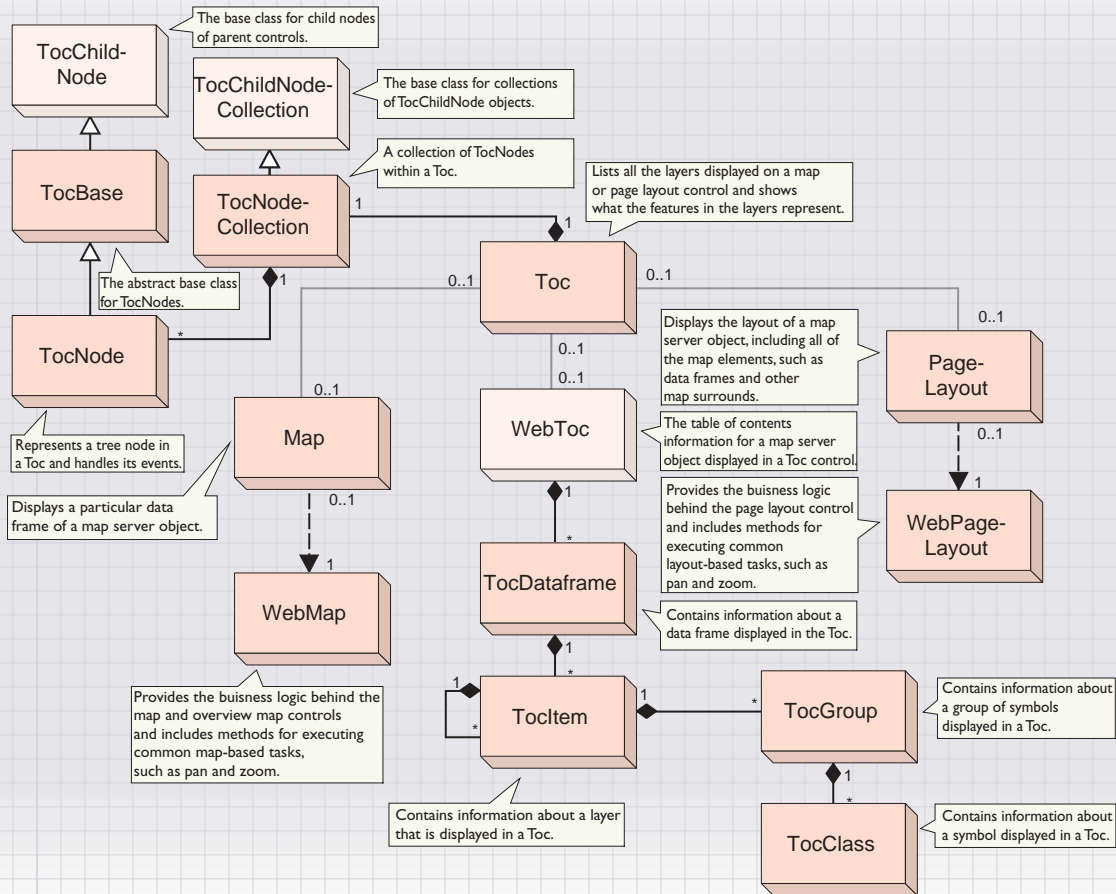 The base class for child nodes
of parent controls.
TocChild-
Node
TocChildNode-
Collection
The base class for collections
of TocChildNode objects.
A collection of TocNodes
within a Toc.
Lists all the layers displayed on a map
or page layout control and shows
what the features in the layers represent.
TocBase
TocNode-
Collection
1
1
The abstract base class
for TocNodes.
1
*
Toc
0..1
0..1
0..1
0..1
0..1
0..1
TocNode
Represents a tree node in
a Toc and handles its events.
Displays the layout of a map
server object, including all of
the map elements, such as
data frames and other
map surrounds.
Page-
Layout
Map
Displays a particular data
frame of a map server object.
WebToc
The table of contents
information for a map server
object displayed in a Toc control.
0..1
1
0..1
1
Provides the buisness logic
behind the page layout control
and includes methods for
executing common
layout-based tasks, such as
pan and zoom.
WebPage-
Layout
1
*
WebMap
TocDataframe
Contains information about a
data frame displayed in the Toc.
Provides the buisness logic behind the
map and overview map controls
and includes methods for executing
common map-based tasks,
such as pan and zoom.
1
*
1
*
TocItem
1
*
TocGroup
Contains information about
a group of symbols
displayed in a Toc.
1
*
Contains information about a layer
that is displayed in a Toc.
TocClass
Contains information about
a symbol displayed in a Toc.